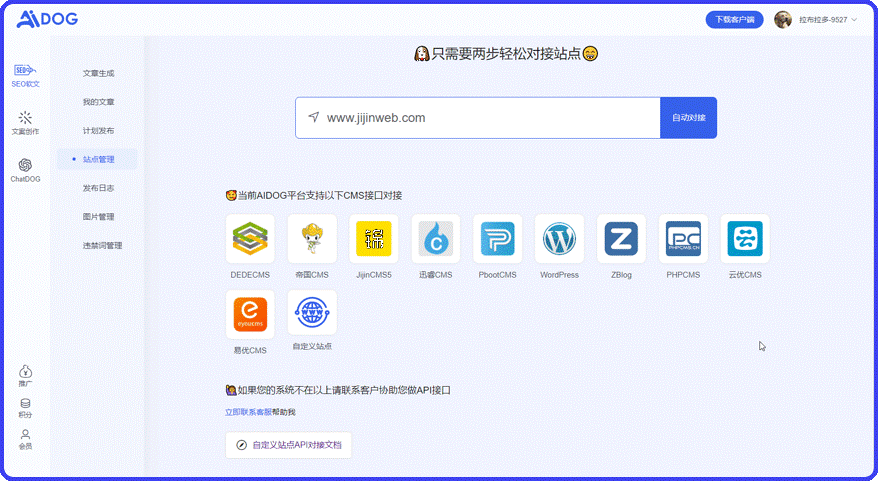 AiDOG
下载客户端
拉布拉多-9527
SEO
SEO软文
文案创作
ChatDOG
推广
积分
会员
文章生成
我的文章
计划发布
站点管理
发布日志
图片管理
违禁词管理
只需要两步轻松对接站点
www.jijinweb.com
自动对接
当前AIDOG平台支持以下CMS接口对接
DEDECMS
帝国CMS
JijinCMS5
迅睿CMS
PbootCMS
WordPress
ZBlog
PHPCMS
云优CMS
易优CMS
自定义站点
如果您的系统不在以上请联系客户协助您做API接口
立即联系客服帮助我
自定义站点API对接文档